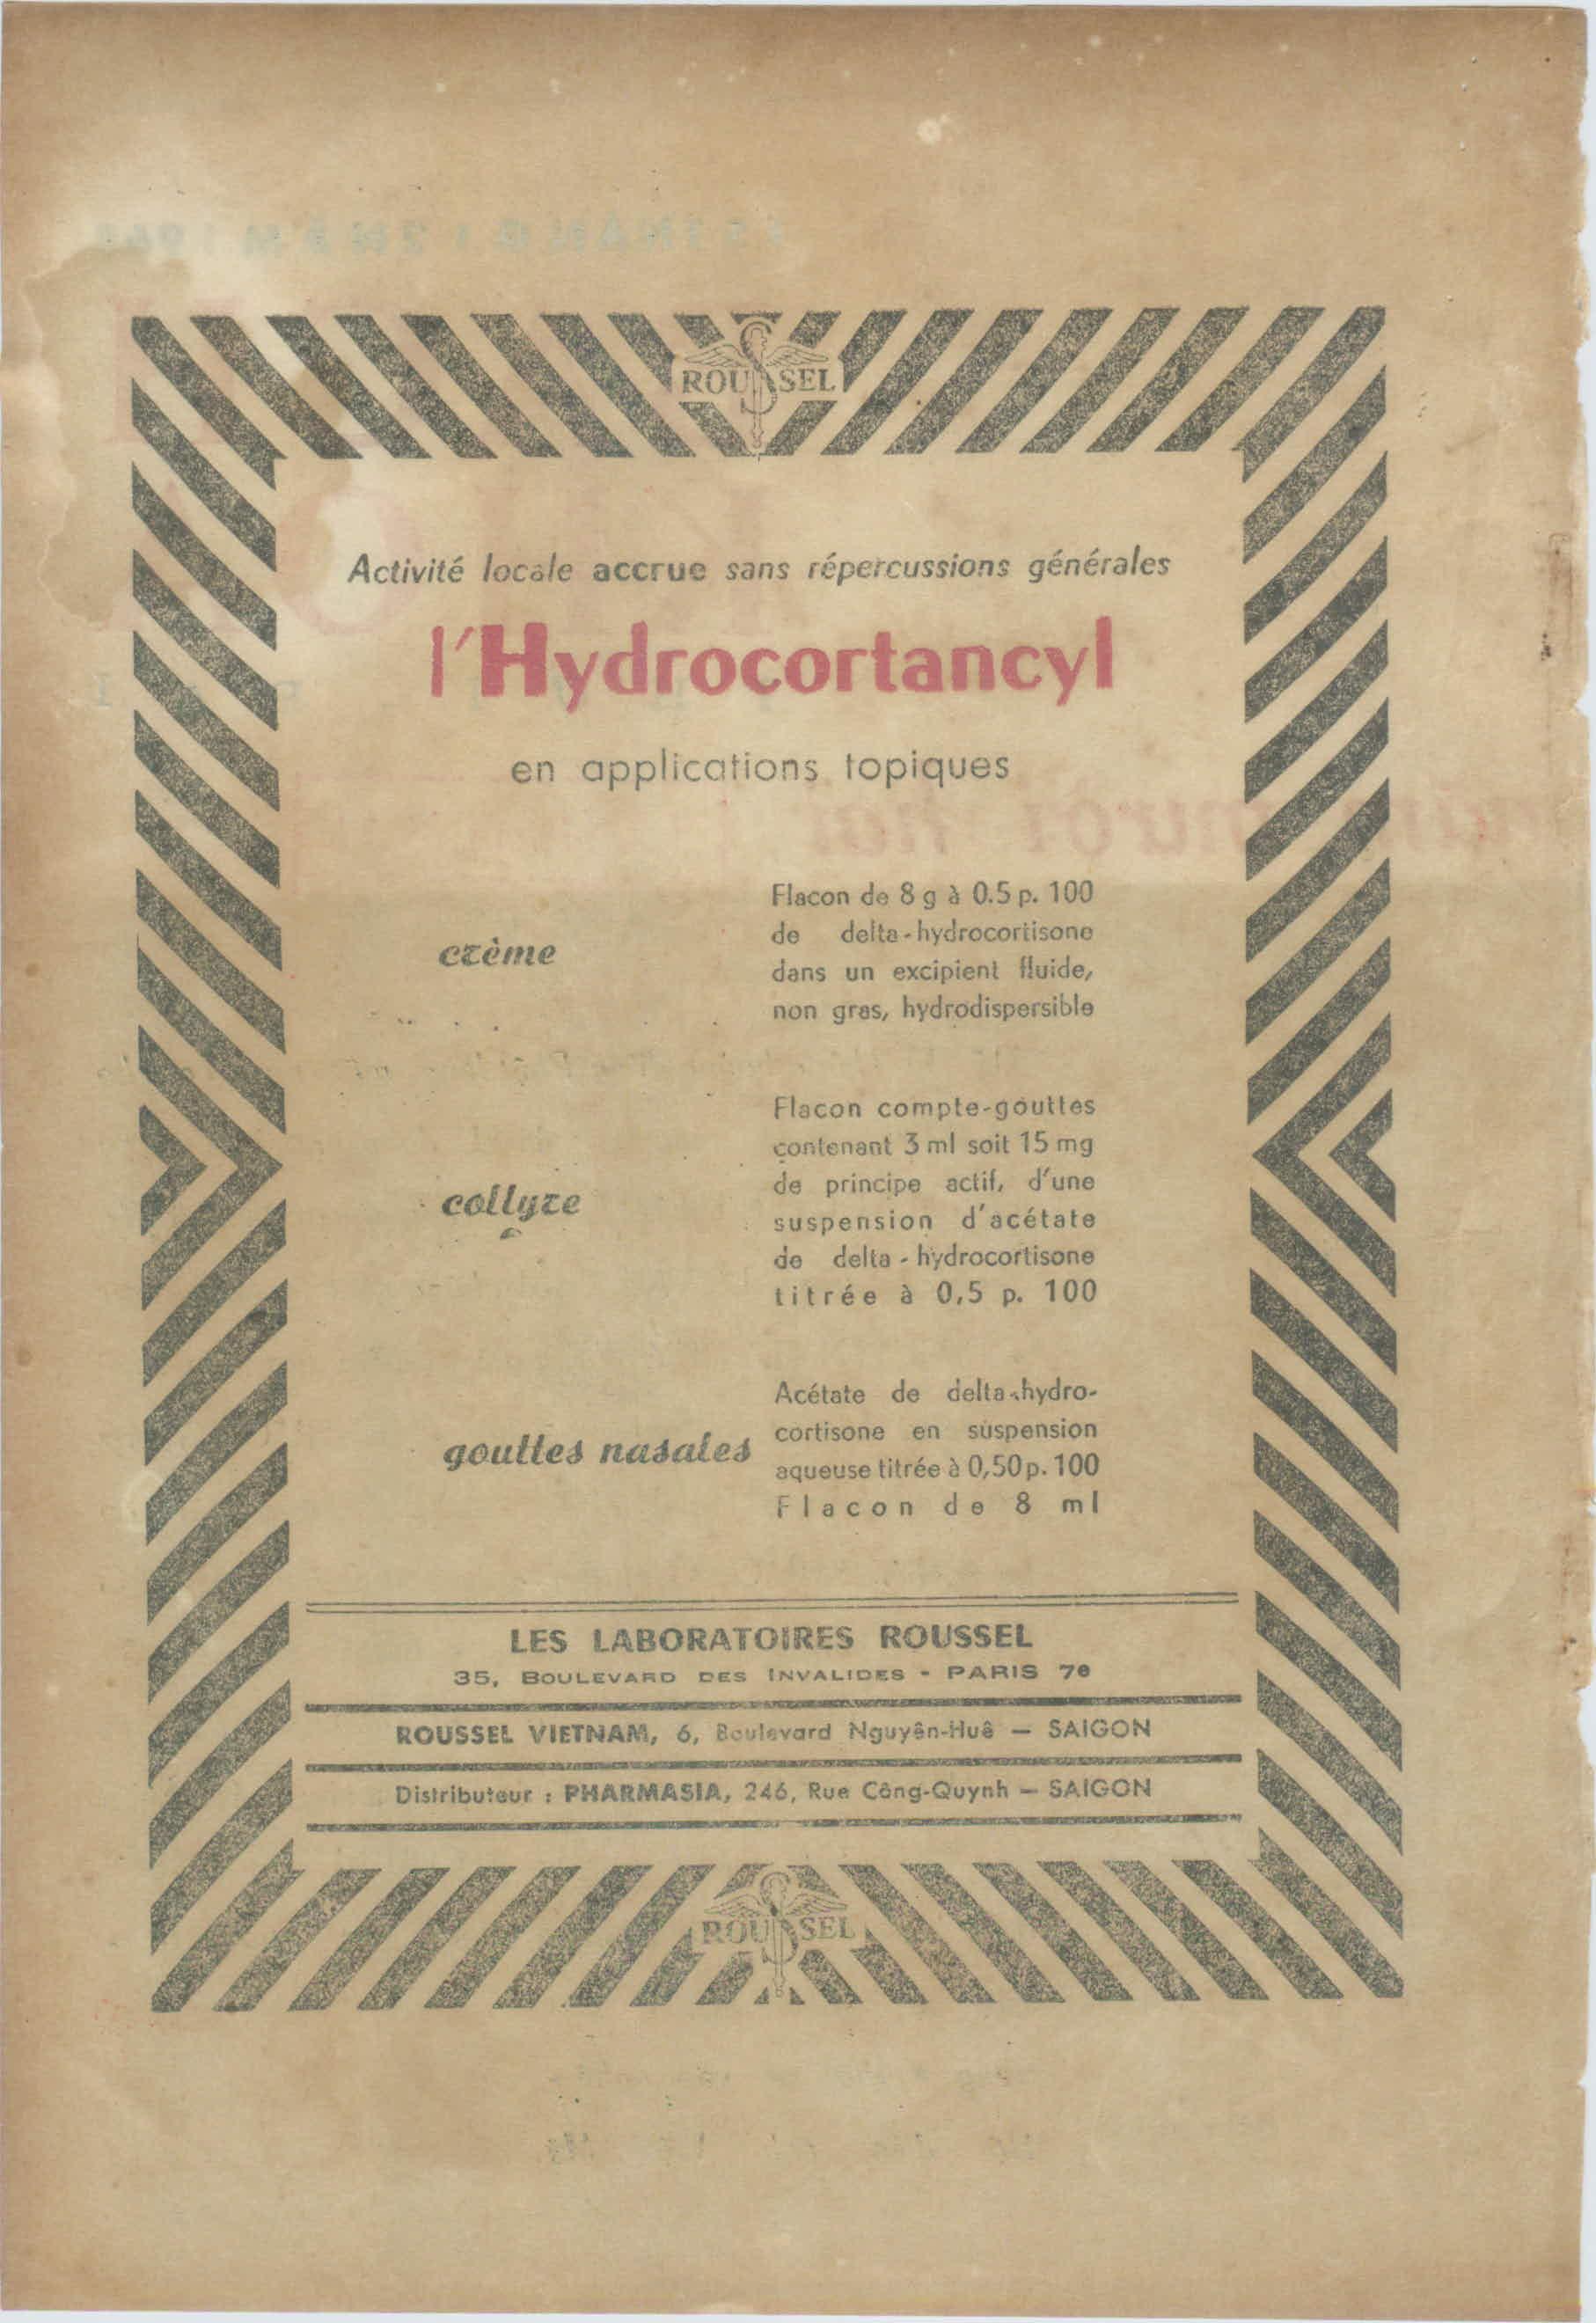 ROUSSEL
Activité locale accrue sans répercussions générales
l'Hydrocortancyl
en applications topiques
crème
Flacon de 8 g à 0.5 p. 100
de delta-hydrocortisone
dans un excipient fluide,
non gras, hydrodispersible
collyre
Flacon compte-gouttes
contenant 3 ml soit 15 mg
de principe actif, d'une
suspension d'acétate
de delta-hydrocortisone
titrée à 0,5 p. 100
gouttes nasales
Acétate de delta-hydro-
cortisone en suspension
aqueuse titrée à 0,50 p. 100
Flacon de 8 ml
LES LABORATOIRES ROUSSEL
35, BOULEVARD DES INVALIDES - PARIS 7e
ROUSSEL VIETNAM, 6, Boulevard Nguyên-Huê — SAIGON
Distributeur : PHARMASIA, 246, Rue Công-Quynh — SAIGON
ROUSSEL